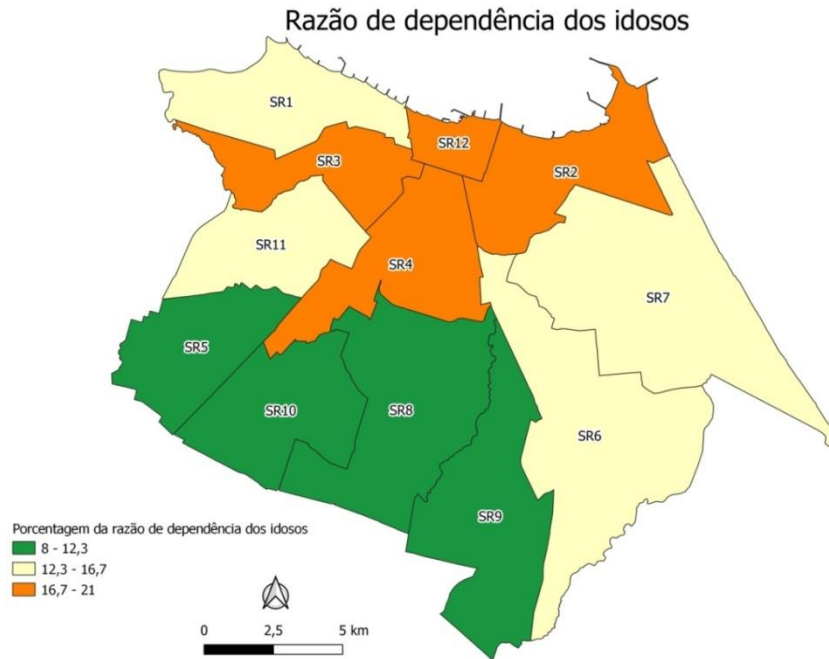 Razão de dependência dos idosos
SR1
SR12
SR3
SR2
SR11
SR4
SR7
SR5
SR10
SR8
SR6
SR9
Porcentagem da razão de dependência dos idosos
8 - 12,3
12,3 - 16,7
16,7 - 21
0 2,5 5 km